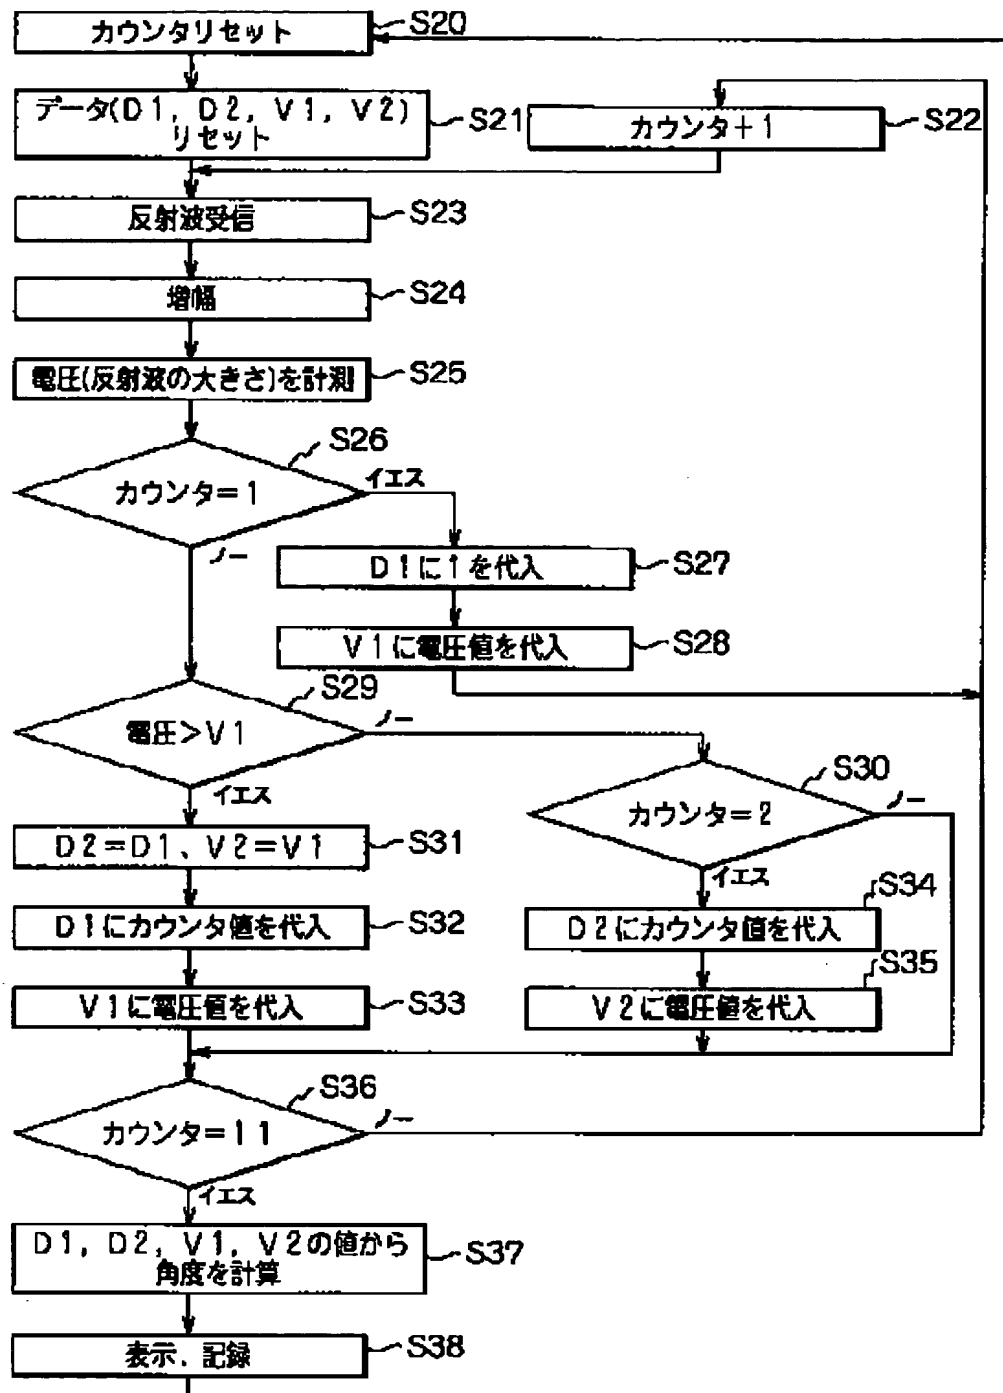 カウンタリセット
S20
データ(D1, D2, V1, V2)
リセット
S21
カウンタ+1
S22
反射波受信
S23
増幅
S24
電圧(反射波の大きさ)を計測
S25
S26
カウンタ=1
イエス
ノー
D1に1を代入
S27
V1に電圧値を代入
S28
S29
電圧>V1
ノー
イエス
S30
カウンタ=2
ノー
イエス
D2=D1、V2=V1
S31
S34
D1にカウンタ値を代入
S32
D2にカウンタ値を代入
S35
V1に電圧値を代入
S33
V2に電圧値を代入
S36
カウンタ=11
ノー
イエス
D1, D2, V1, V2の値から
角度を計算
S37
表示、記録
S38